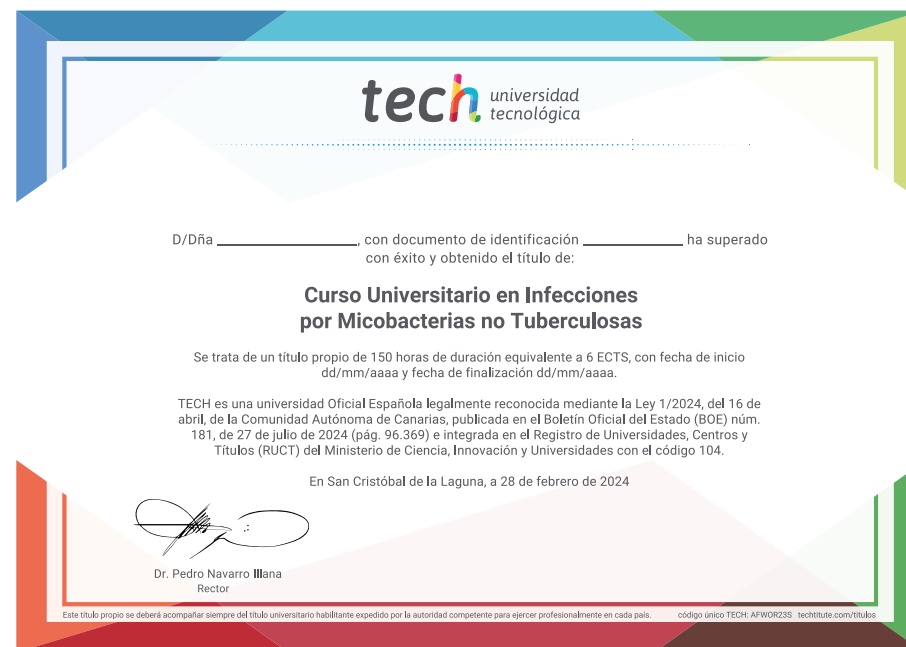 tech universidad
tecnológica
D/Dña ____________________, con documento de identificación ______________ ha superado
con éxito y obtenido el título de:
Curso Universitario en Infecciones
por Micobacterias no Tuberculosas
Se trata de un título propio de 150 horas de duración equivalente a 6 ECTS, con fecha de inicio
dd/mm/aaaa y fecha de finalización dd/mm/aaaa.
TECH es una universidad Oficial Española legalmente reconocida mediante la Ley 1/2024, del 16 de
abril, de la Comunidad Autónoma de Canarias, publicada en el Boletín Oficial del Estado (BOE) núm.
181, de 27 de julio de 2024 (pág. 96.369) e integrada en el Registro de Universidades, Centros y
Títulos (RUCT) del Ministerio de Ciencia, Innovación y Universidades con el código 104.
En San Cristóbal de la Laguna, a 28 de febrero de 2024
Dr. Pedro Navarro Illana
Rector
Este título propio se deberá acompañar siempre del título universitario habilitante expedido por la autoridad competente para ejercer profesionalmente en cada país. código único TECH: AFWOR23S techtitute.com/titulos